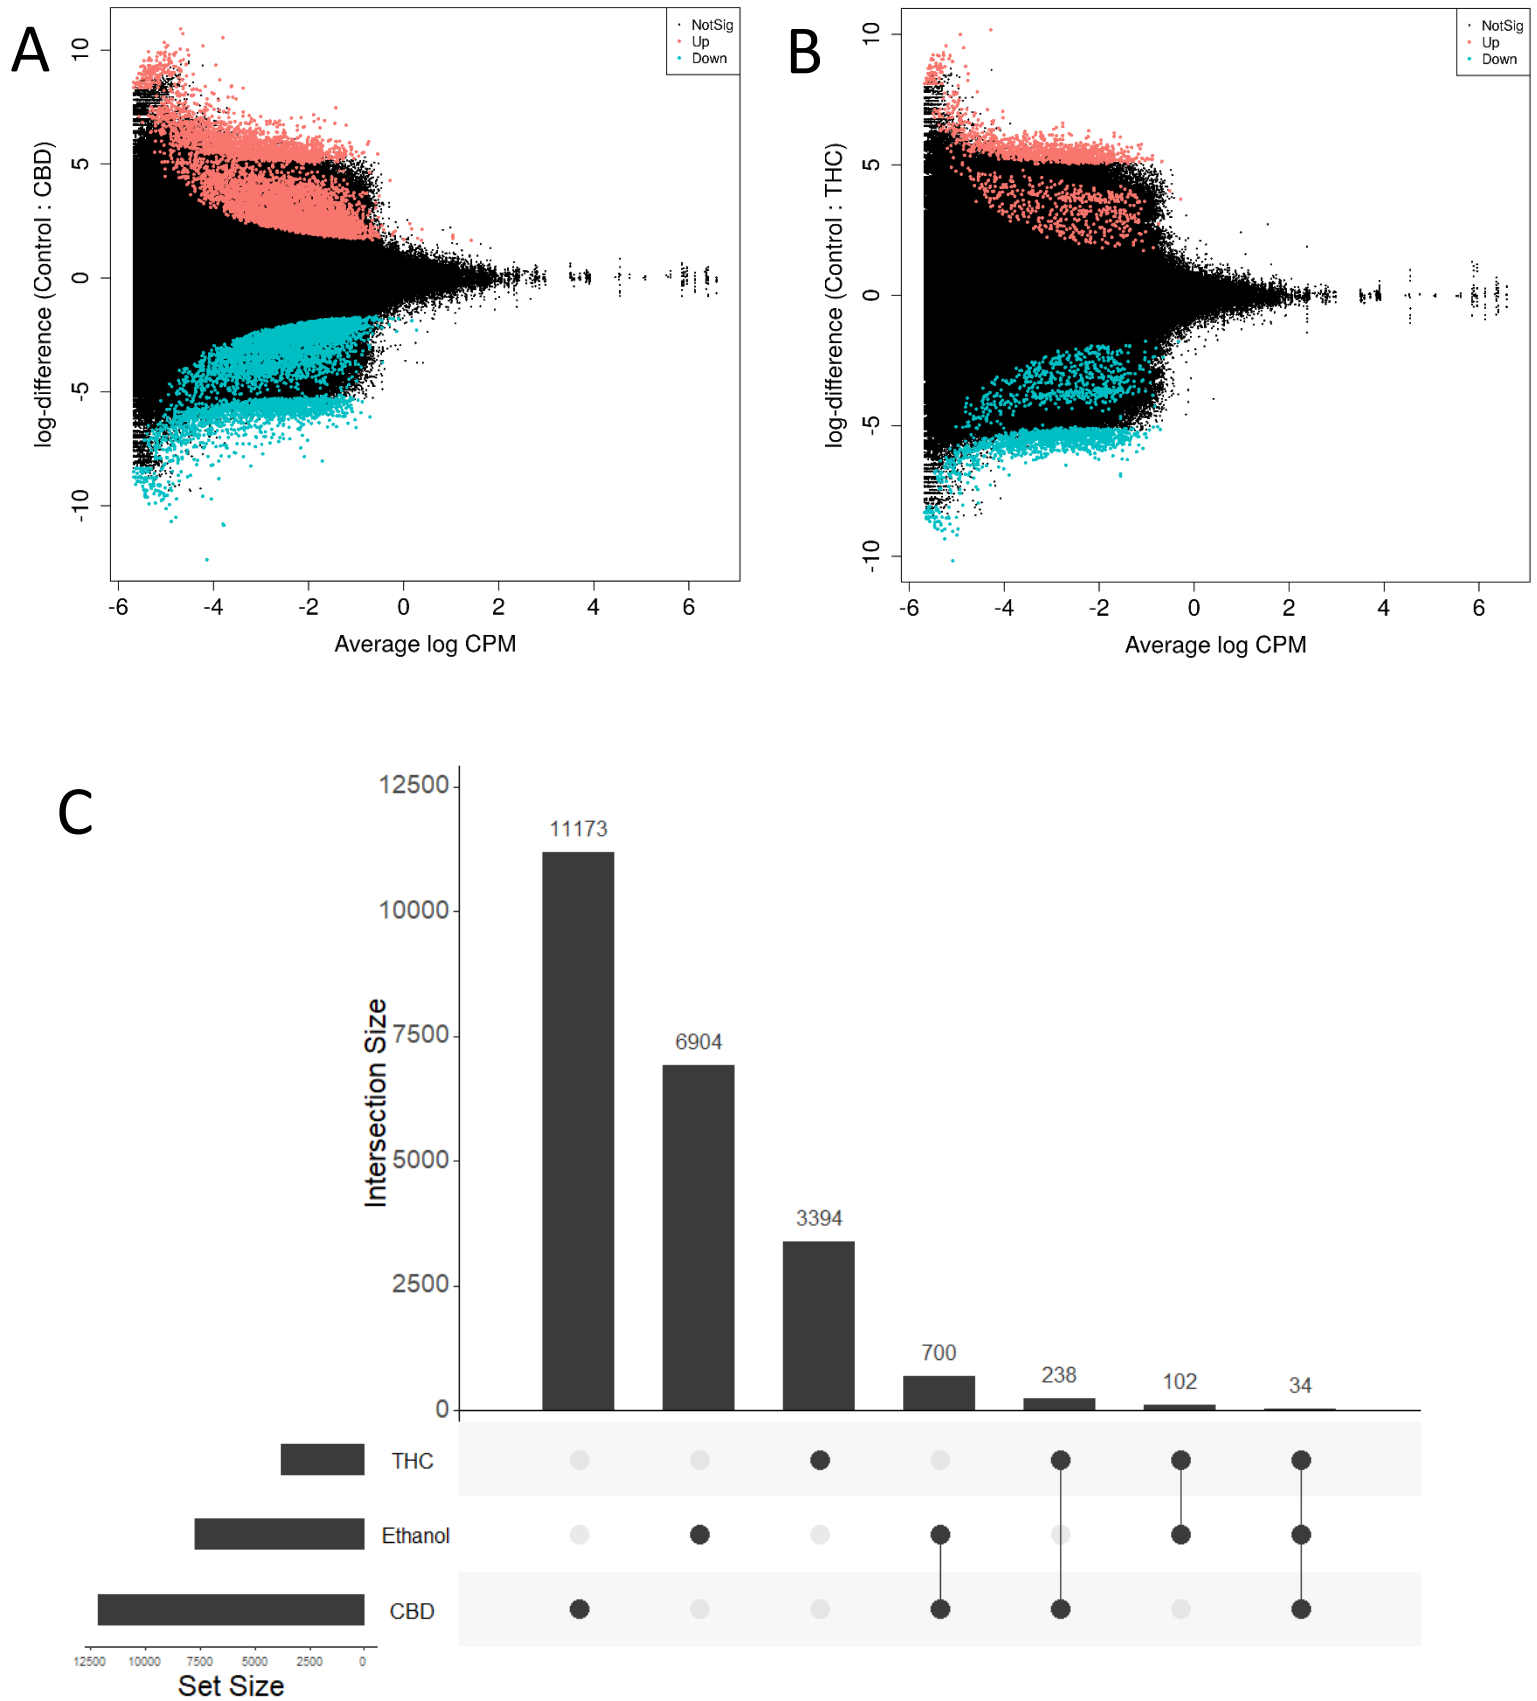 A
10
5
0
-5
-10
log-difference (Control : CBD)
NotSig
Up
Down
-6 -4 -2 0 2 4 6
Average log CPM
B
10
5
0
-5
-10
log-difference (Control : THC)
NotSig
Up
Down
-6 -4 -2 0 2 4 6
Average log CPM
C
12500
10000
7500
5000
2500
0
Intersection Size
11173
6904
3394
700
238
102
34
THC
Ethanol
CBD
12500 10000 7500 5000 2500 0
Set Size